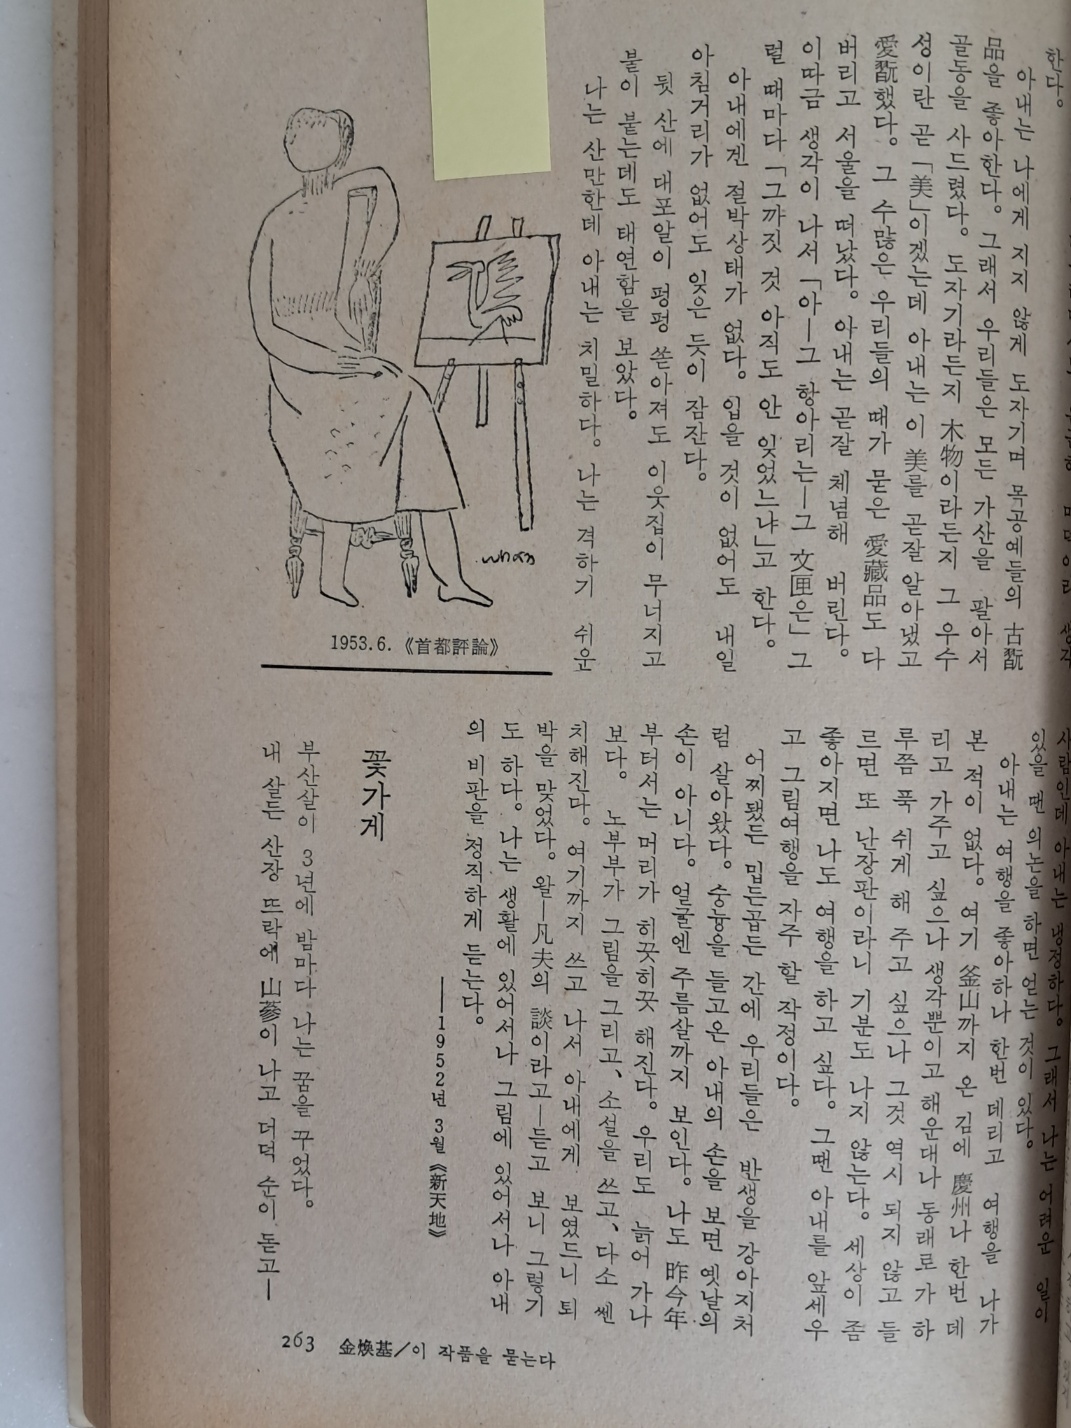 한다.
아내는 나에게 지지 않게 도자기며 목공예들의 古翫
品을 좋아한다. 그래서 우리들은 모든 가산을 팔아서
골동을 사드렸다. 도자기라든지 木物이라든지 그 우수
성이란 곧 「美」이겠는데 아내는 이 美를 곧잘 알아냈고
愛翫했다. 그 수많은 우리들의 때가 묻은 愛藏品도 다
버리고 서울을 떠났다. 아내는 곧잘 체념해 버린다.
이따금 생각이 나서 「아―그 항아리는―그 文匣은」 그
럴 때마다 「그까짓 것 아직도 안 잊었느냐」고 한다.
아내에겐 절박상태가 없다. 입을 것이 없어도 내일
아침거리가 없어도 잊은 듯이 잠잔다.
뒷 산에 대포알이 펑펑 쏟아져도 이웃집이 무너지고
불이 붙는데도 태연함을 보았다.
나는 산만한데 아내는 치밀하다. 나는 격하기 쉬운
whan
1953.6. 《首都評論》
사람인데 아내는 냉정하다. 그래서 나는 어려운 일이
있을 땐 의논을 하면 얻는 것이 있다.
아내는 여행을 좋아하나 한번 데리고 여행을 나가
본 적이 없다. 여기 釜山까지 온 김에 慶州나 한번 데
리고 가주고 싶으나 생각뿐이고 해운대나 동래로 가 하
루쯤 푹 쉬게 해 주고 싶으나 그것 역시 되지 않고 들
르면 또 난장판이라니 기분도 나지 않는다. 세상이 좀
좋아지면 나도 여행을 하고 싶다. 그땐 아내를 앞세우
고 그림여행을 자주 할 작정이다.
어찌됐든 밉든곱든 간에 우리들은 반생을 강아지처
럼 살아왔다. 숭늉을 들고온 아내의 손을 보면 옛날의
손이 아니다. 얼굴엔 주름살까지 보인다. 나도 昨今年
부터서는 머리가 히끗히끗 해진다. 우리도 늙어 가나
보다. 노부부가 그림을 그리고, 소설을 쓰고, 다소 쎈
치해진다. 여기까지 쓰고 나서 아내에게 보였드니 퇴
박을 맞었다. 왈―凡夫의 談이라고―듣고 보니 그렇기
도 하다. 나는 생활에 있어서나 그림에 있어서나 아내
의 비판을 정직하게 듣는다.
――1952년 3월 《新天地》
꽃가게
부산살이 3년에 밤마다 나는 꿈을 꾸었다.
내 살든 산장 뜨락에 山蔘이 나고 더덕 순이 돋고―
263 金煥基/이 작품을 묻는다